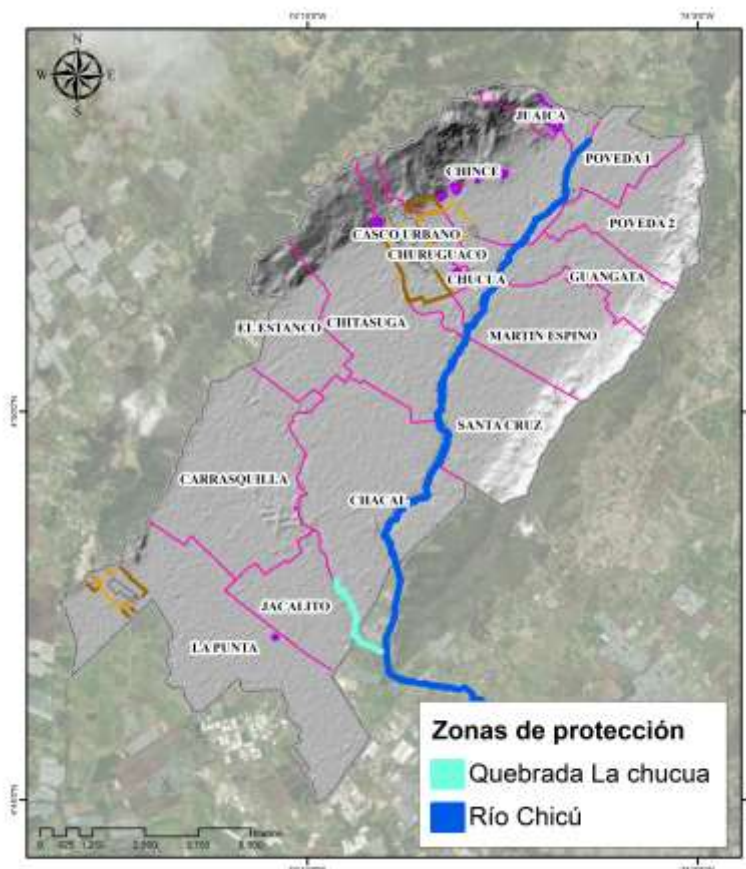 N
W E
S
JUAICA
POVEDA 1
CHINCE
POVEDA 2
CASCO URBANO
CHURUGUACO
GUANGATA
CHUCUA
EL ESTANCO
CHITASUGA
MARTIN ESPINO
SANTA CRUZ
CARRASQUILLA
CHACAL
JACALITO
LA PUNTA
Zonas de protección
Quebrada La chucua
Río Chicú